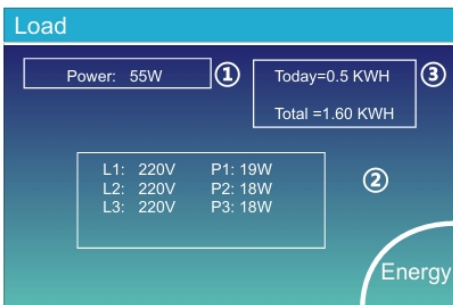 Load
Power: 55W ①
Today=0.5 KWH ③
Total =1.60 KWH
L1: 220V P1: 19W
L2: 220V P2: 18W
L3: 220V P3: 18W
②
Energy